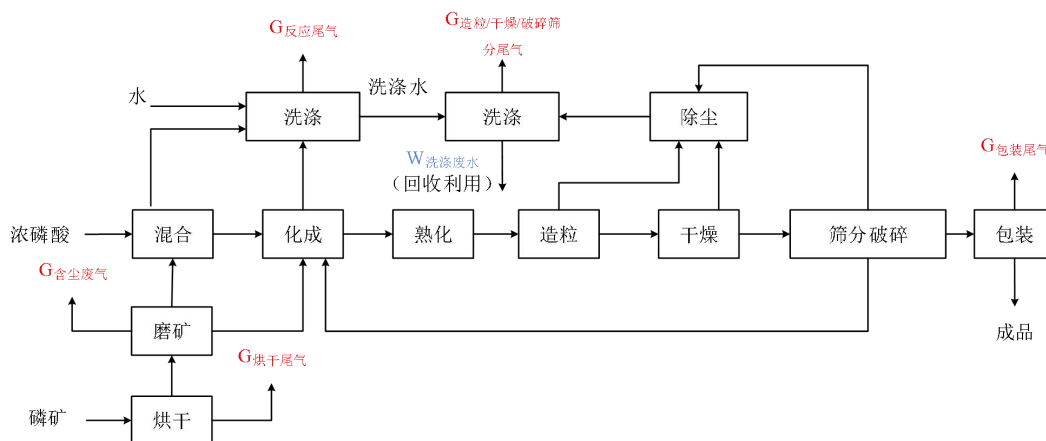 G反应尾气
G造粒/干燥/破碎筛
分尾气
水
洗涤
洗涤水
洗涤
除尘
W洗涤废水
（回收利用）
G包装尾气
浓磷酸
混合
化成
熟化
造粒
干燥
筛分破碎
包装
G含尘废气
磨矿
成品
G烘干尾气
磷矿
烘干